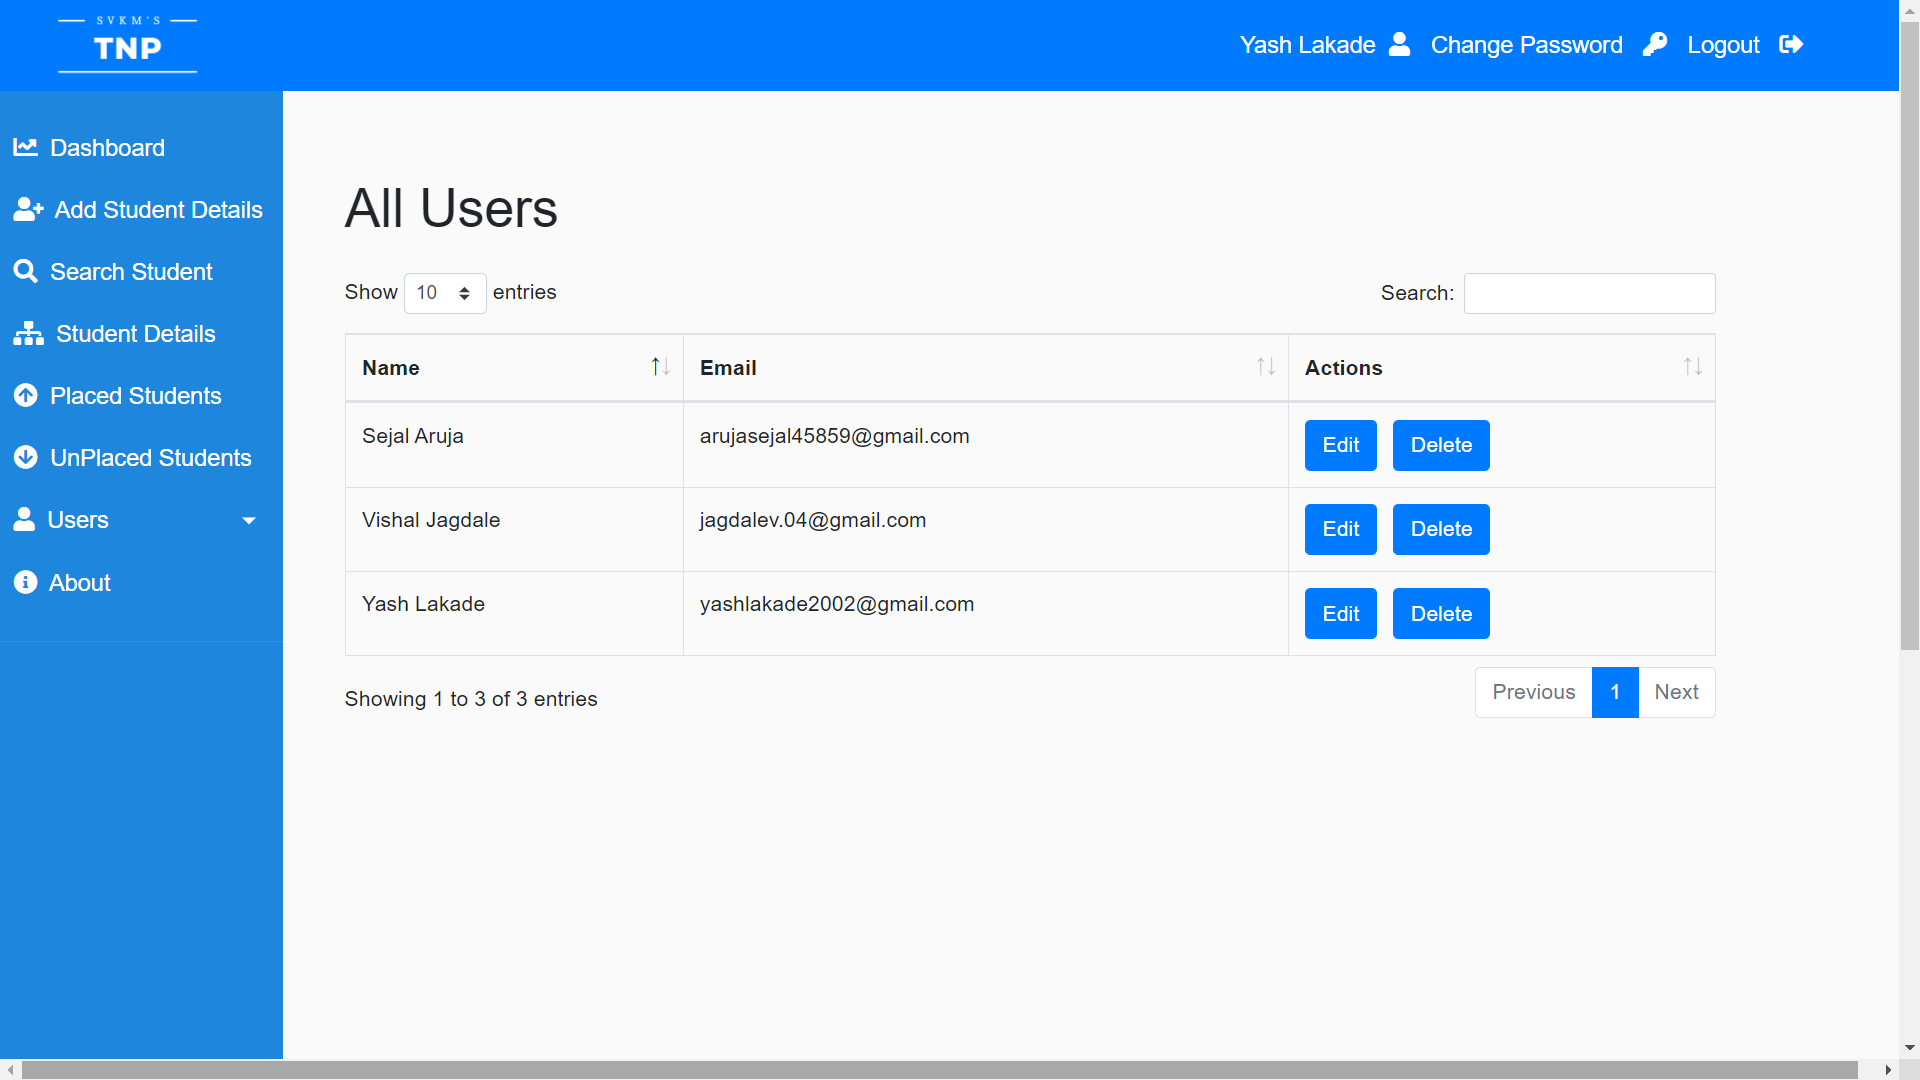 SVKM'S
TNP
Yash Lakade Change Password Logout
Dashboard
Add Student Details
Search Student
Student Details
Placed Students
UnPlaced Students
Users
About
All Users
Show 10 entries
Search:
Name Email Actions
Sejal Aruja arujasejal45859@gmail.com Edit Delete
Vishal Jagdale jagdalev.04@gmail.com Edit Delete
Yash Lakade yashlakade2002@gmail.com Edit Delete
Showing 1 to 3 of 3 entries
Previous 1 Next